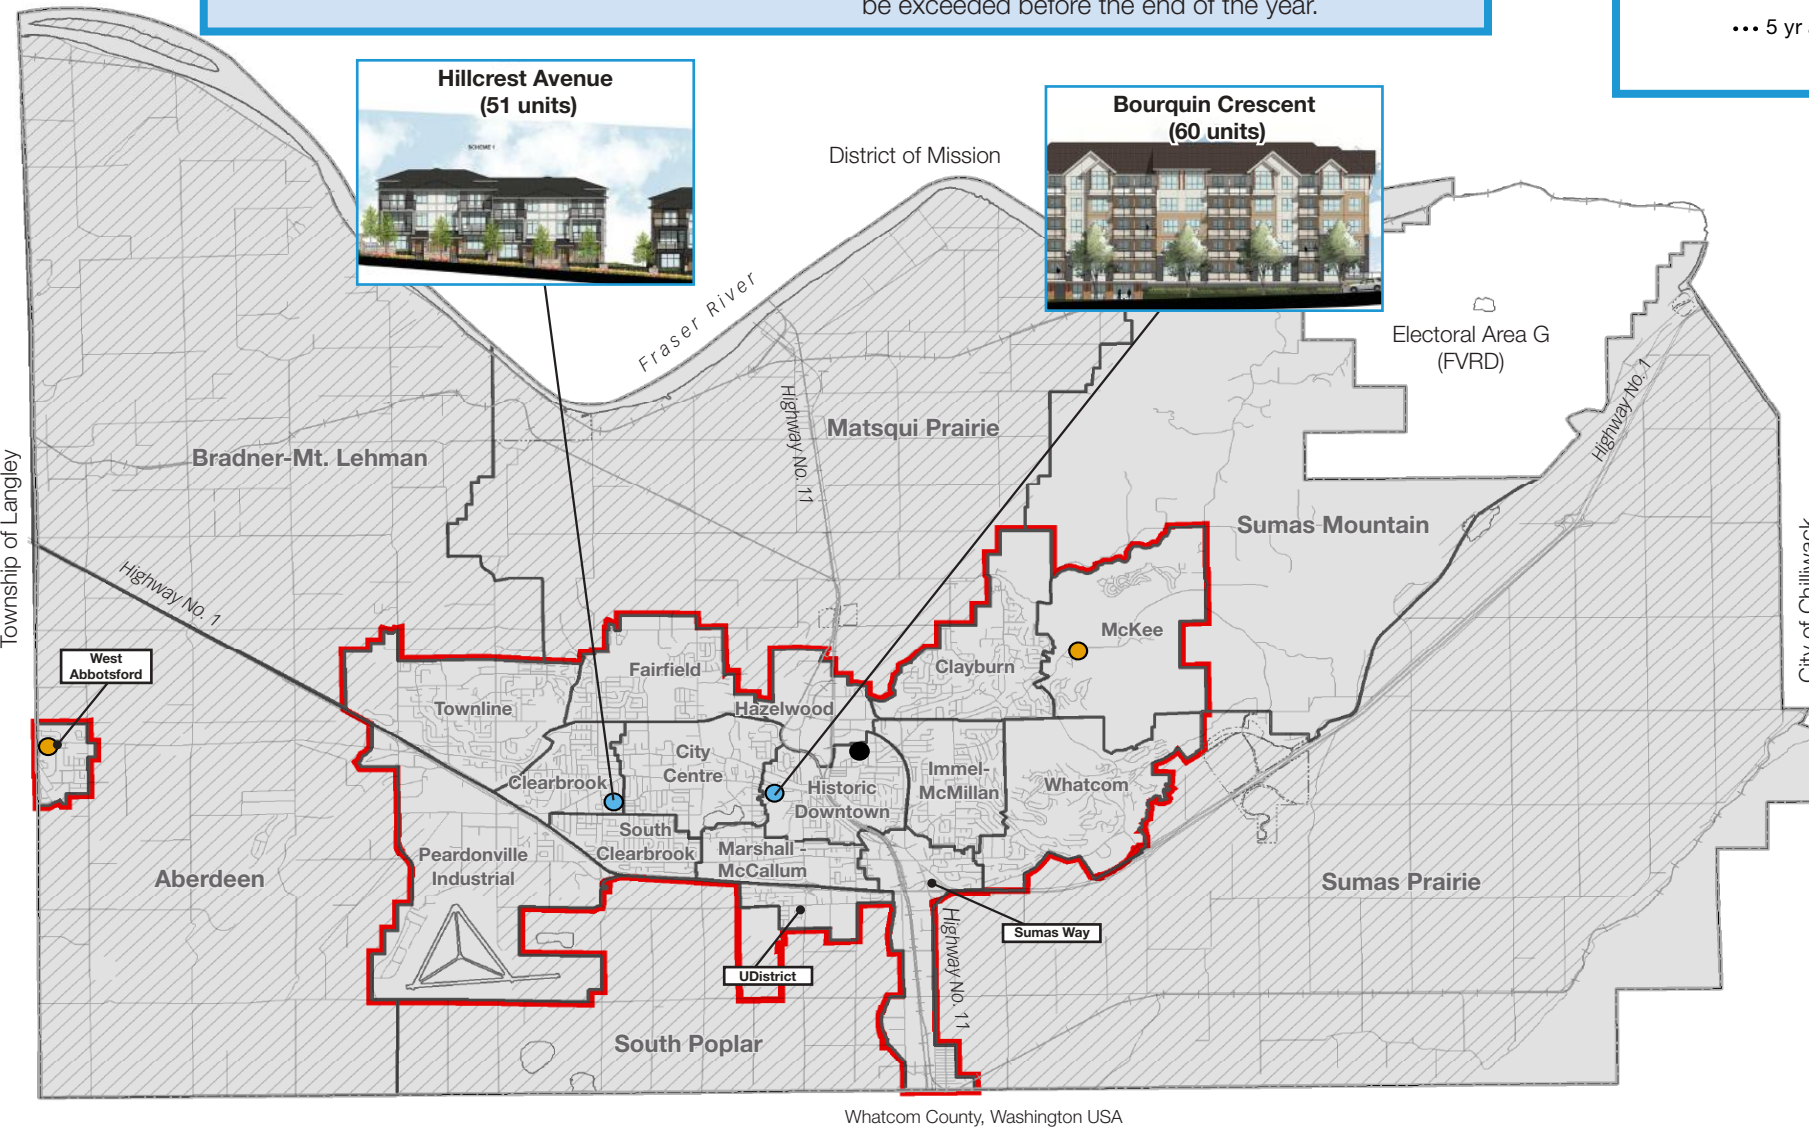 be exceeded before the end of the year.
••• 5 yr
Hillcrest Avenue
(51 units)
SCHEME 1
Bourquin Crescent
(60 units)
District of Mission
Fraser River
Electoral Area G
(FVRD)
Highway No. 1
Highway No. 11
Matsqui Prairie
Bradner-Mt. Lehman
Township of Langley
Sumas Mountain
City of Chilliwack
Highway No. 1
McKee
West
Abbotsford
Fairfield
Clayburn
Townline
Hazelwood
City
Centre
Clearbrook
Immel-
McMillan
Whatcom
Historic
Downtown
South
Clearbrook
Marshall -
McCallum
Peardonville
Industrial
Aberdeen
Sumas Prairie
Sumas Way
Highway No. 11
UDistrict
South Poplar
Whatcom County, Washington USA